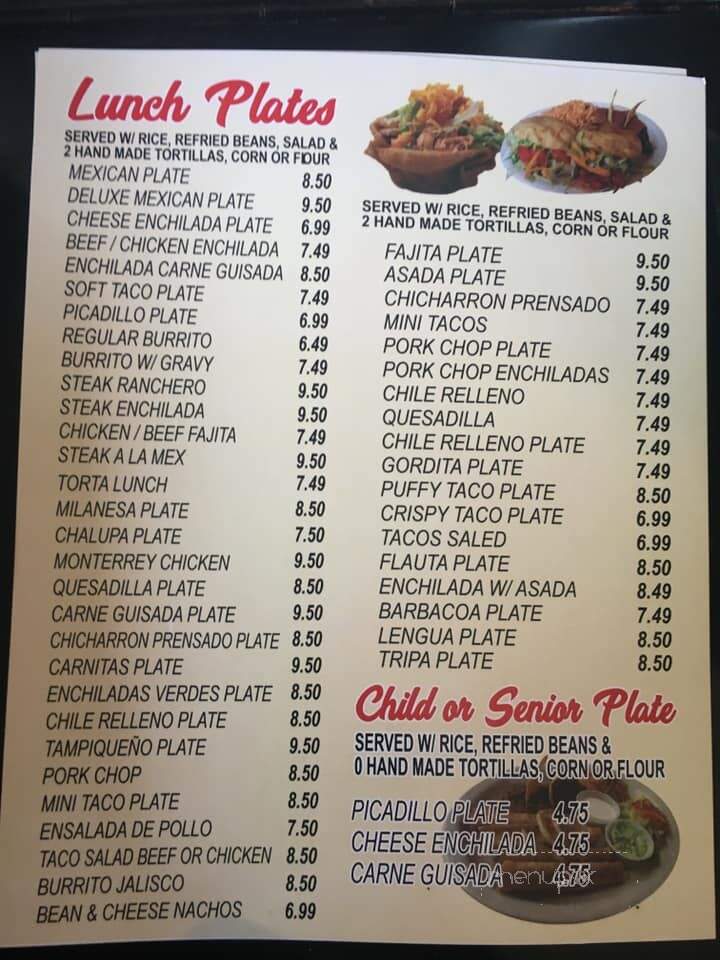 Lunch Plates
SERVED W/ RICE, REFRIED BEANS, SALAD &
2 HAND MADE TORTILLAS, CORN OR FLOUR
MEXICAN PLATE 8.50
DELUXE MEXICAN PLATE 9.50
CHEESE ENCHILADA PLATE 6.99
BEEF / CHICKEN ENCHILADA 7.49
ENCHILADA CARNE GUISADA 8.50
SOFT TACO PLATE 7.49
PICADILLO PLATE 6.99
REGULAR BURRITO 6.49
BURRITO W/ GRAVY 7.49
STEAK RANCHERO 9.50
STEAK ENCHILADA 9.50
CHICKEN / BEEF FAJITA 7.49
STEAK A LA MEX 9.50
TORTA LUNCH 7.49
MILANESA PLATE 8.50
CHALUPA PLATE 7.50
MONTERREY CHICKEN 9.50
QUESADILLA PLATE 8.50
CARNE GUISADA PLATE 9.50
CHICHARRON PRENSADO PLATE 8.50
CARNITAS PLATE 9.50
ENCHILADAS VERDES PLATE 8.50
CHILE RELLENO PLATE 8.50
TAMPIQUEÑO PLATE 9.50
PORK CHOP 8.50
MINI TACO PLATE 8.50
ENSALADA DE POLLO 7.50
TACO SALAD BEEF OR CHICKEN 8.50
BURRITO JALISCO 8.50
BEAN & CHEESE NACHOS 6.99
SERVED W/ RICE, REFRIED BEANS, SALAD &
2 HAND MADE TORTILLAS, CORN OR FLOUR
FAJITA PLATE 9.50
ASADA PLATE 9.50
CHICHARRON PRENSADO 7.49
MINI TACOS 7.49
PORK CHOP PLATE 7.49
PORK CHOP ENCHILADAS 7.49
CHILE RELLENO 7.49
QUESADILLA 7.49
CHILE RELLENO PLATE 7.49
GORDITA PLATE 7.49
PUFFY TACO PLATE 8.50
CRISPY TACO PLATE 6.99
TACOS SALED 6.99
FLAUTA PLATE 8.50
ENCHILADA W/ ASADA 8.49
BARBACOA PLATE 7.49
LENGUA PLATE 8.50
TRIPA PLATE 8.50
Child or Senior Plate
SERVED W/ RICE, REFRIED BEANS &
0 HAND MADE TORTILLAS, CORN OR FLOUR
PICADILLO PLATE 4.75
CHEESE ENCHILADA 4.75
CARNE GUISADA 4.75
menupix